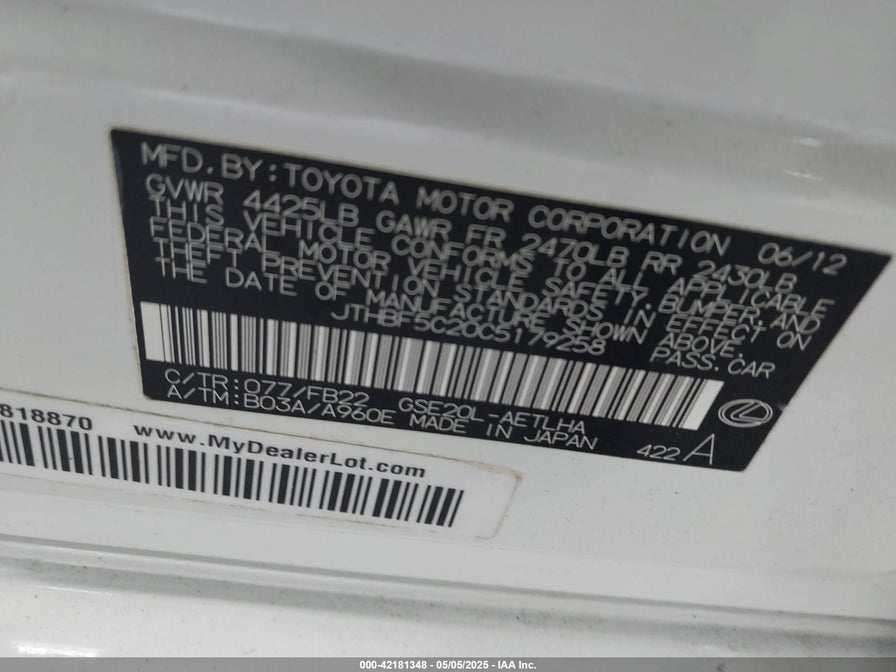 MFD. BY: TOYOTA MOTOR CORPORATION 06/12
GVWR 4425LB GAWR FR 2470LB RR 2430LB
THIS VEHICLE CONFORMS TO ALL APPLICABLE
FEDERAL MOTOR VEHICLE SAFETY, BUMPER, AND
THEFT PREVENTION STANDARDS IN EFFECT ON
THE DATE OF MANUFACTURE SHOWN ABOVE.
JTHBF5C20C5179258 PASS. CAR
C/TR: 077/FB22 GSE20L-AETLHA
A/TM: B03A/A960E MADE IN JAPAN
422 A
818870 www.MyDealerLot.com
000-42181348 - 05/05/2025 - IAA Inc.